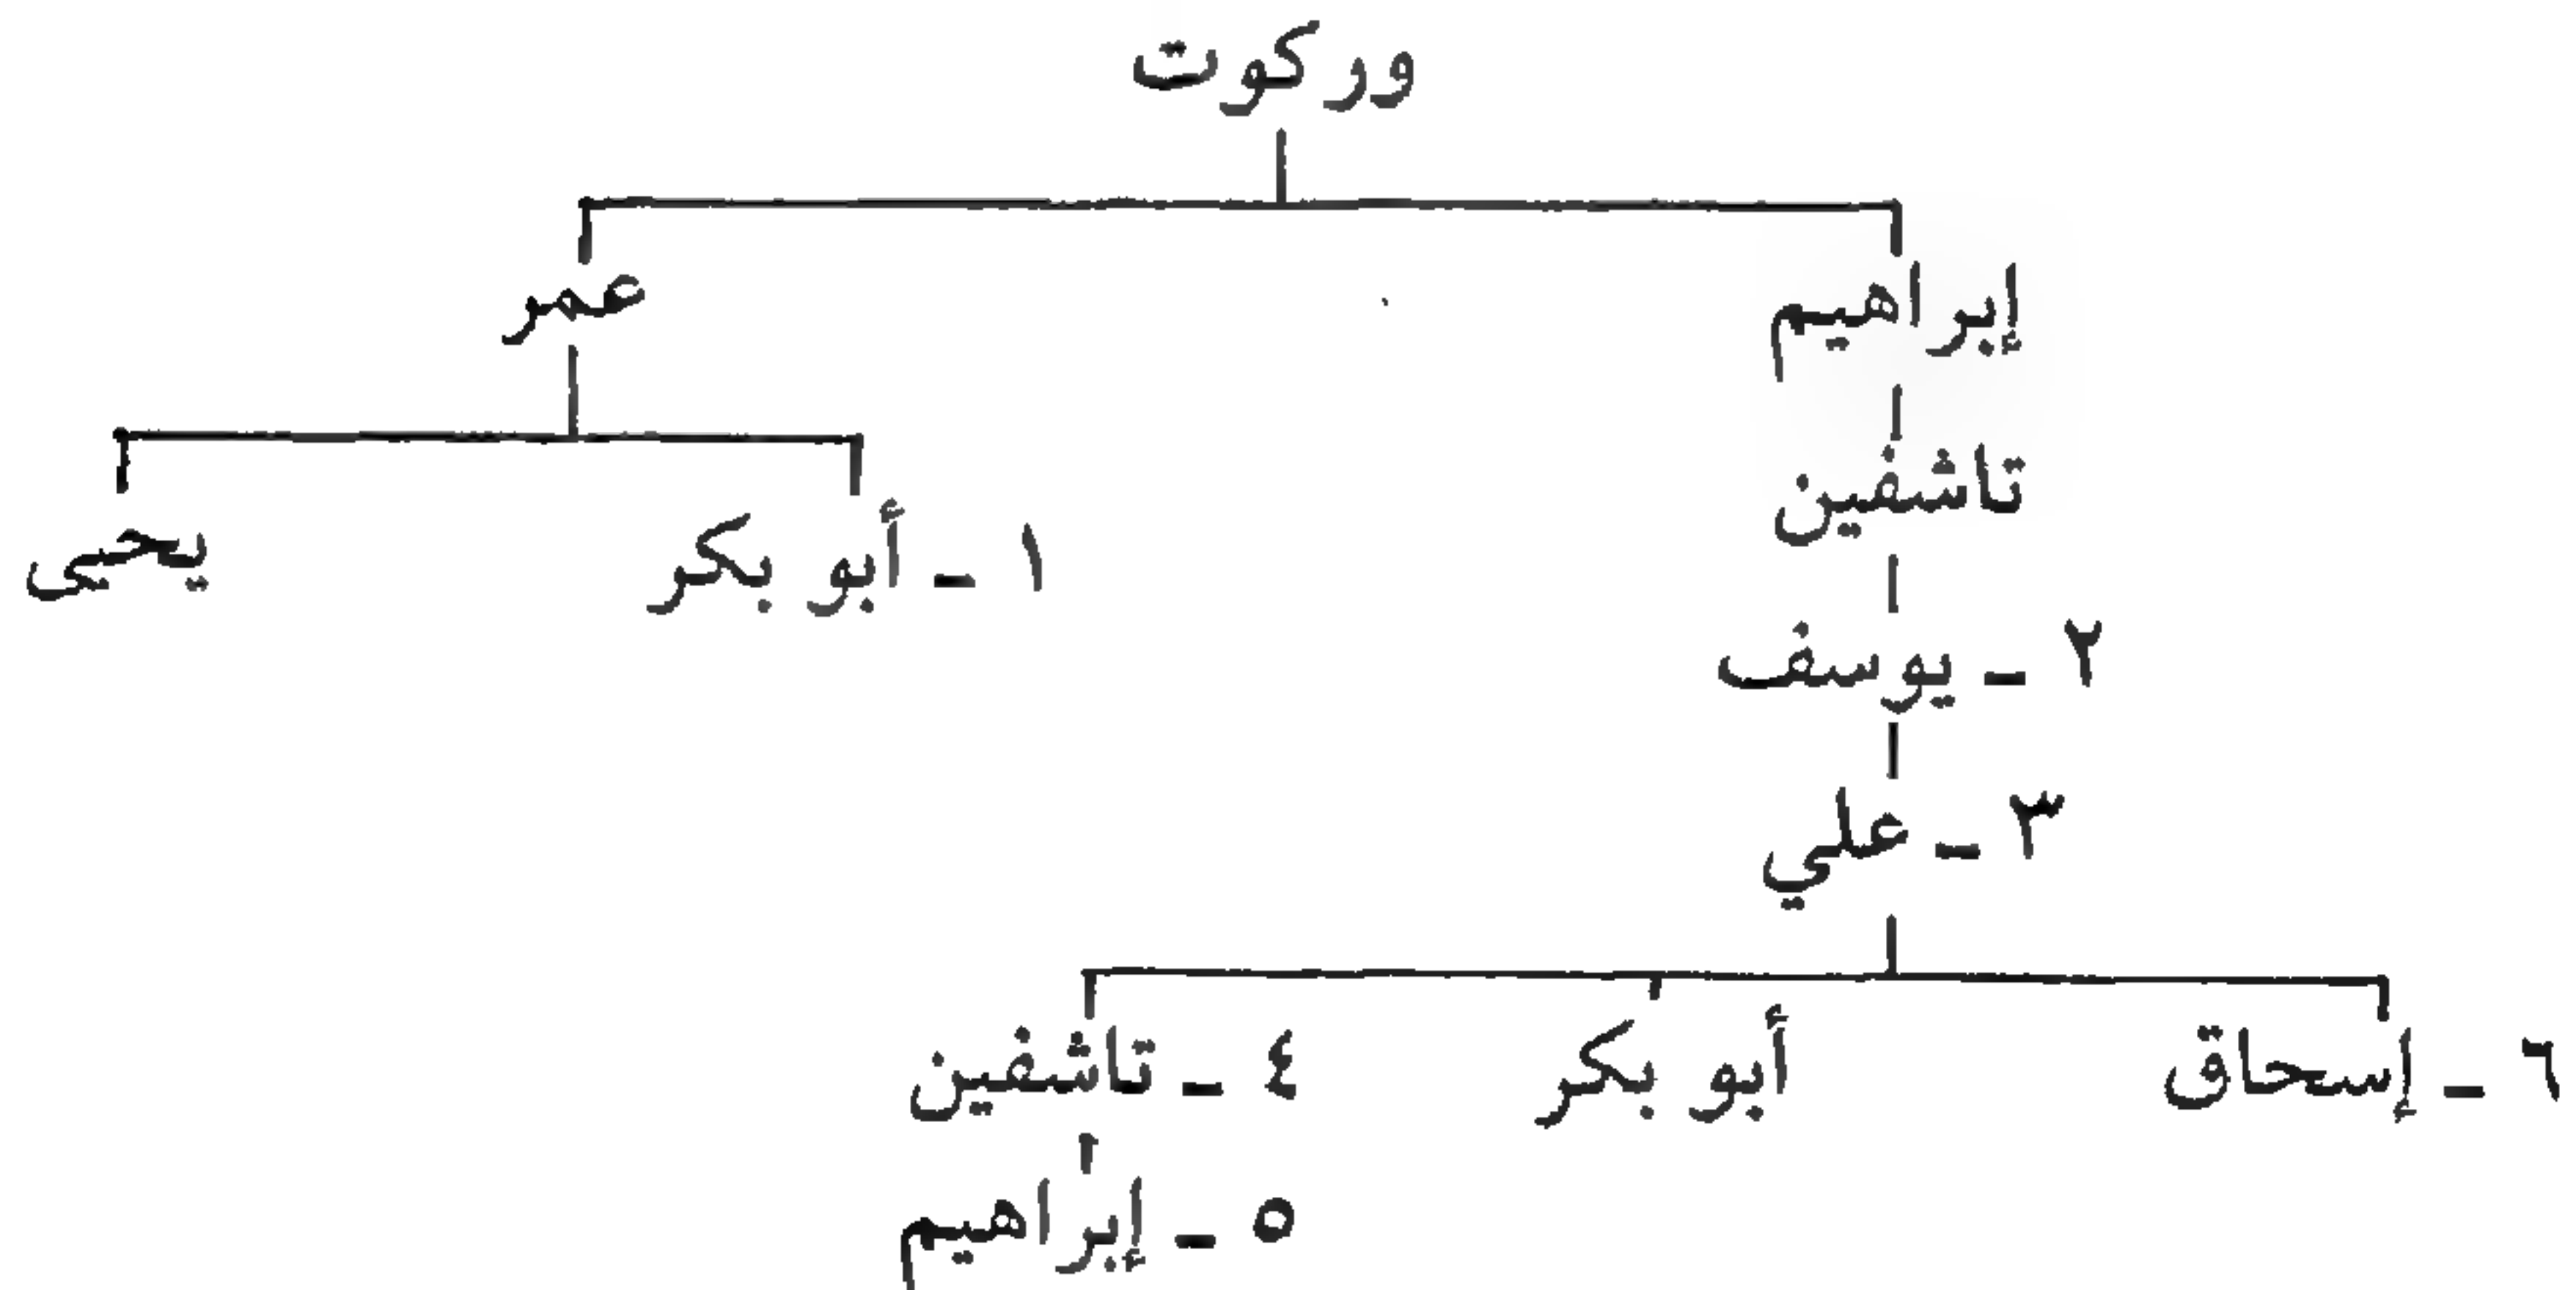 وركوت
إبراهيم
عمر
تاشفين
١ - أبو بكر
يحيى
٢ - يوسف
٣ - علي
٦ - إسحاق
أبو بكر
٤ - تاشفين
٥ - إبراهيم